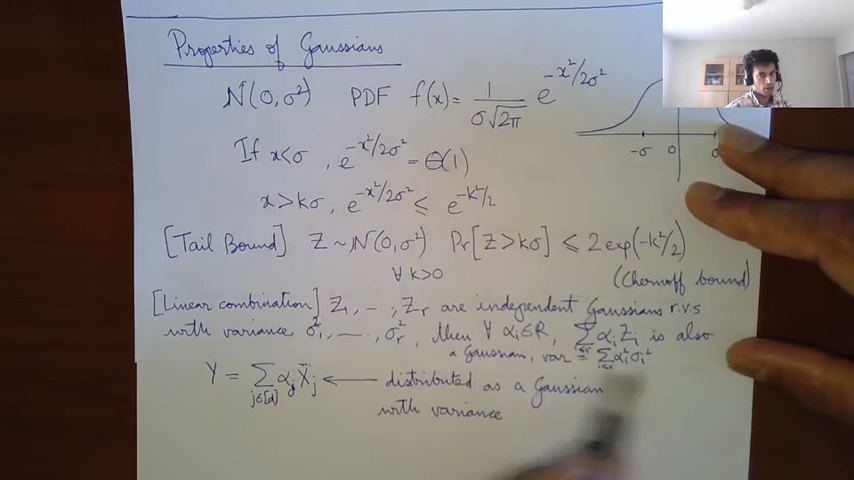 Properties of Gaussians
N(0,σ²) PDF f(x) = 1/σ√2π e^{-x²/2σ²}
-σ 0 σ
If x<σ, e^{-x²/2σ²} = Θ(1)
x>kσ, e^{-x²/2σ²} ≤ e^{-k²/2}
[Tail Bound] Z ~ N(0,σ²) Pr[Z>kσ] ≤ 2exp(-k²/2)
∀ k>0 (Chernoff bound)
[Linear combination] Z₁, -- , Zᵣ are independent Gaussians r.v.s
with variance σ₁², ----, σᵣ², then ∀ αᵢ∈R, Σ_{i≤r} αᵢZᵢ is also
a Gaussian, var = Σ_{i≤r} αᵢ²σᵢ²
Y = Σ_{j∈[d]} αⱼ Xⱼ ← distributed as a Gaussian
with variance